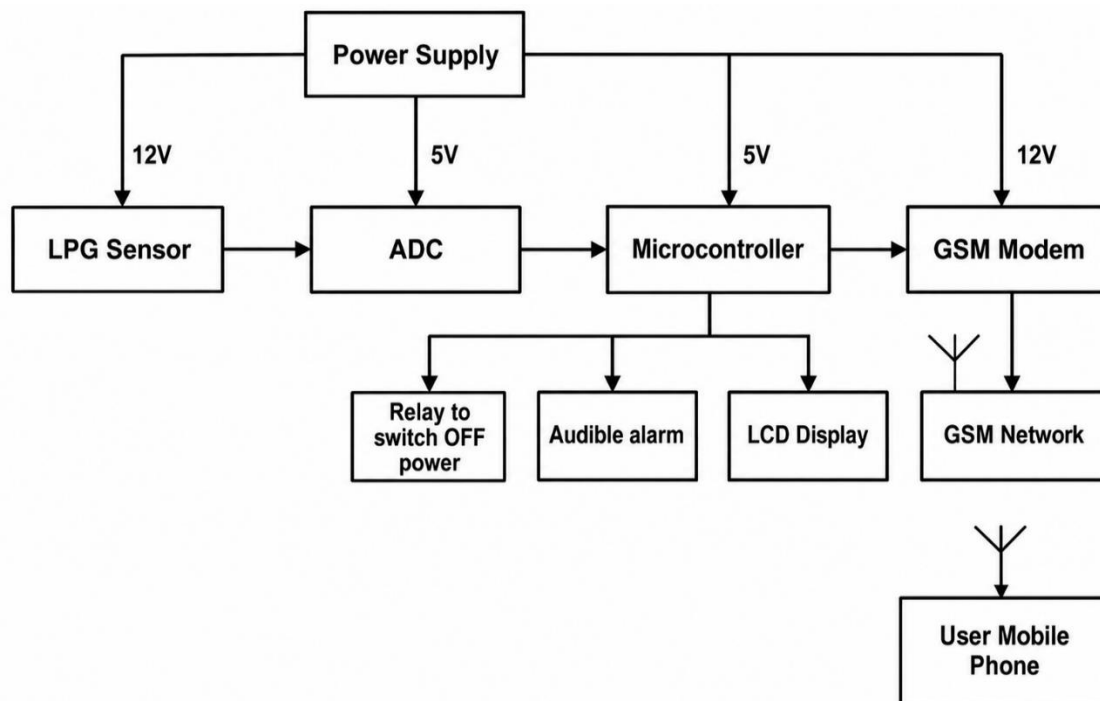 Power Supply
12V
5V
5V
12V
LPG Sensor
ADC
Microcontroller
GSM Modem
Relay to
switch OFF
power
Audible alarm
LCD Display
GSM Network
User Mobile
Phone